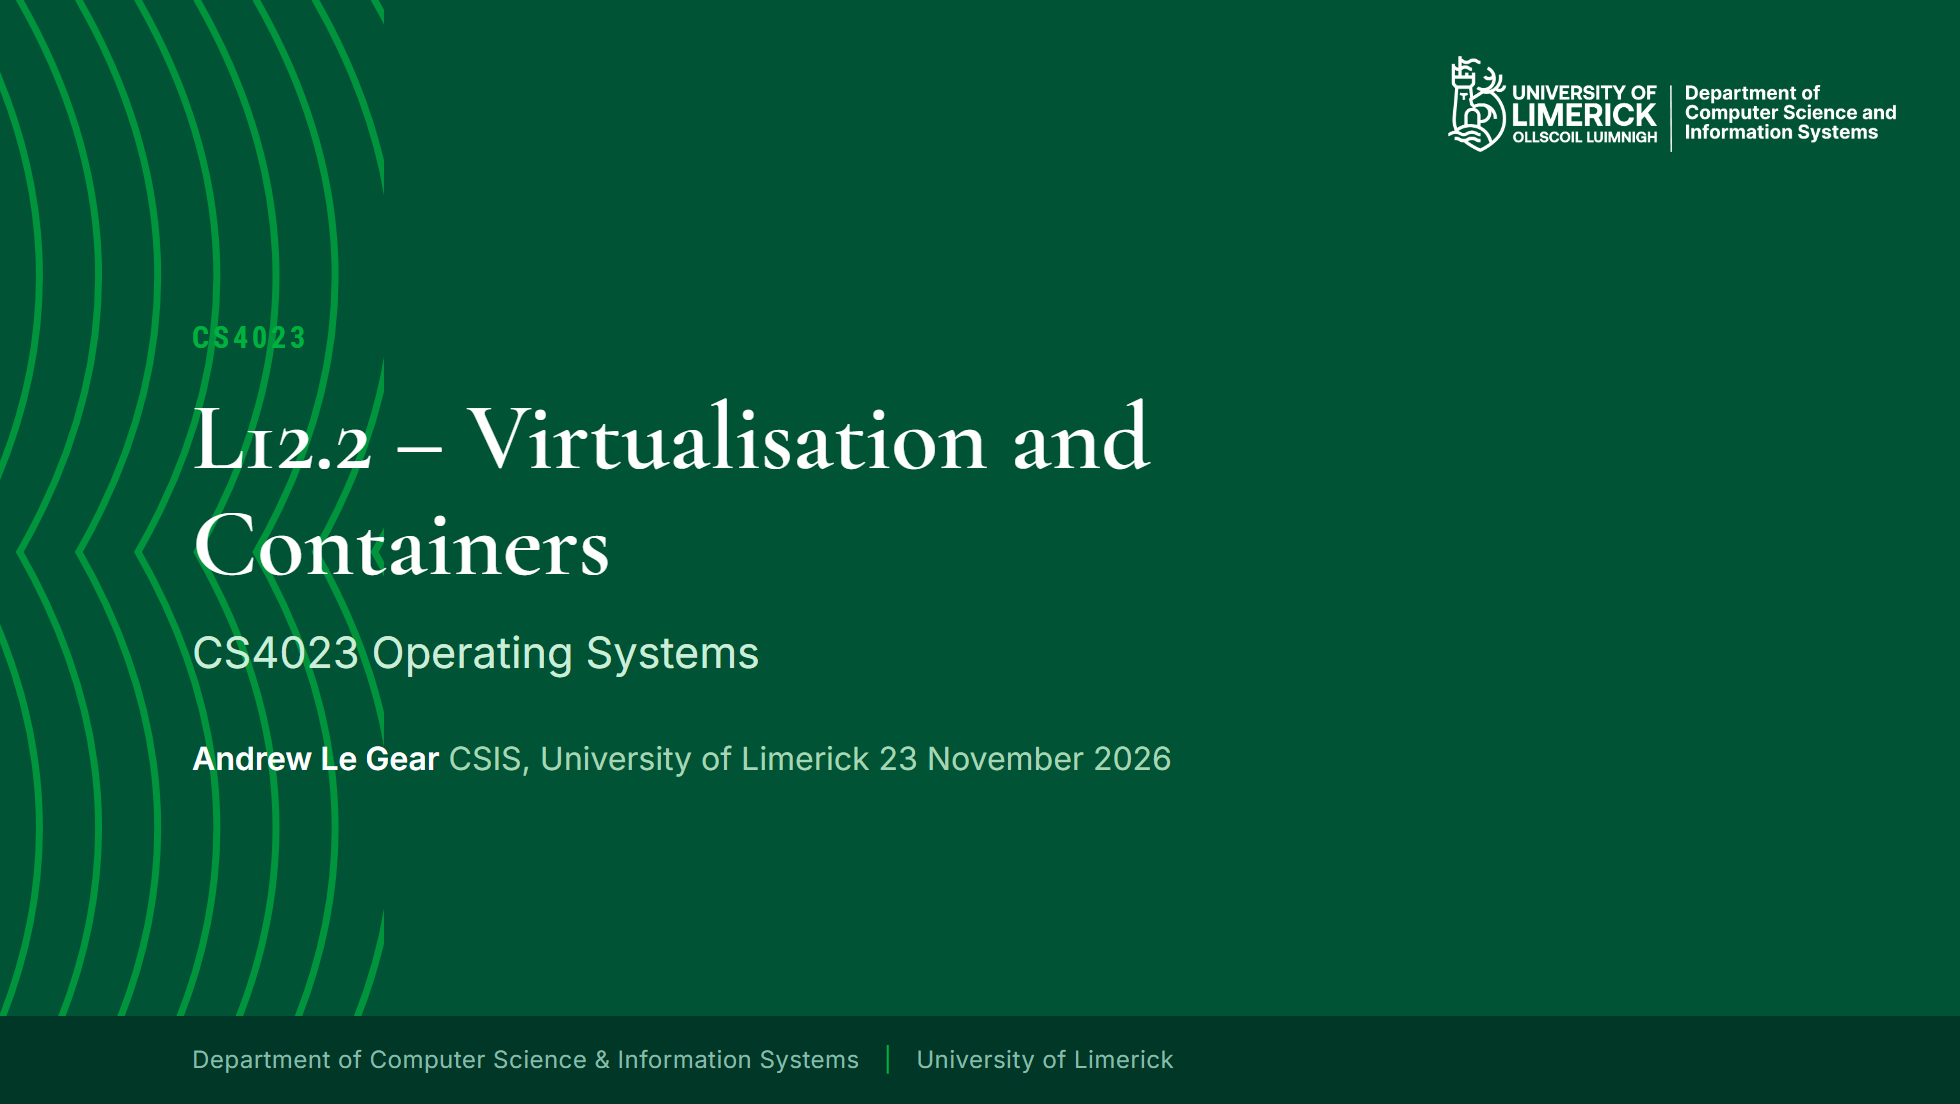 UNIVERSITY OF
LIMERICK
OLLSCOIL LUIMNIGH
Department of
Computer Science and
Information Systems
CS4023
L12.2 – Virtualisation and
Containers
CS4023 Operating Systems
Andrew Le Gear CSIS, University of Limerick 23 November 2026
Department of Computer Science & Information Systems | University of Limerick